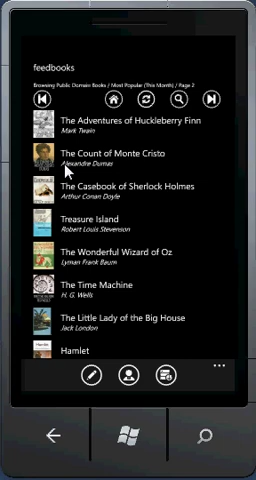 feedbooks
Browsing Public Domain Books / Most Popular (This Month) / Page 2
The Adventures of Huckleberry Finn
Mark Twain
The Count of Monte Cristo
Alexandre Dumas
The Casebook of Sherlock Holmes
Arthur Conan Doyle
Treasure Island
Robert Louis Stevenson
The Wonderful Wizard of Oz
Lyman Frank Baum
The Time Machine
H. G. Wells
The Little Lady of the Big House
Jack London
Hamlet